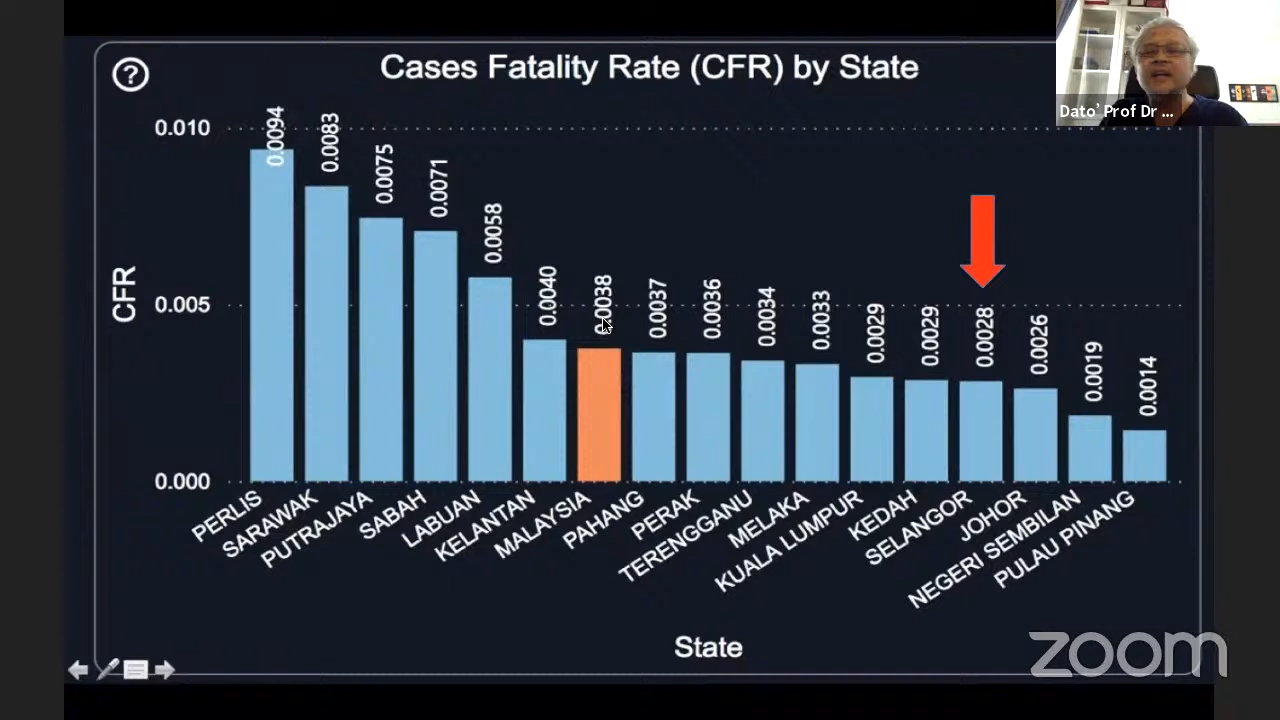 Cases Fatality Rate (CFR) by State
?
Dato' Prof Dr ...
CFR
0.010
0.005
0.000
0.0094
0.0083
0.0075
0.0071
0.0058
0.0040
0.0038
0.0037
0.0036
0.0034
0.0033
0.0029
0.0029
0.0028
0.0026
0.0019
0.0014
PERLIS
SARAWAK
PUTRAJAYA
SABAH
LABUAN
KELANTAN
MALAYSIA
PAHANG
PERAK
TERENGGANU
MELAKA
KUALA LUMPUR
KEDAH
SELANGOR
JOHOR
NEGERI SEMBILAN
PULAU PINANG
State
zoom